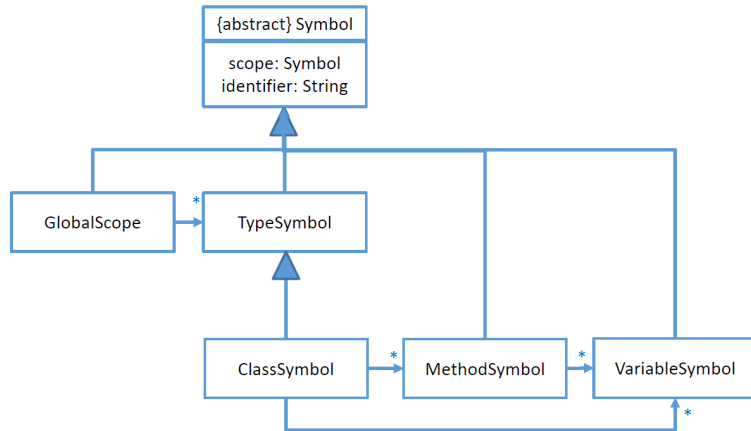 {abstract} Symbol
scope: Symbol
identifier: String
*
GlobalScope
TypeSymbol
*
*
ClassSymbol
MethodSymbol
VariableSymbol
*